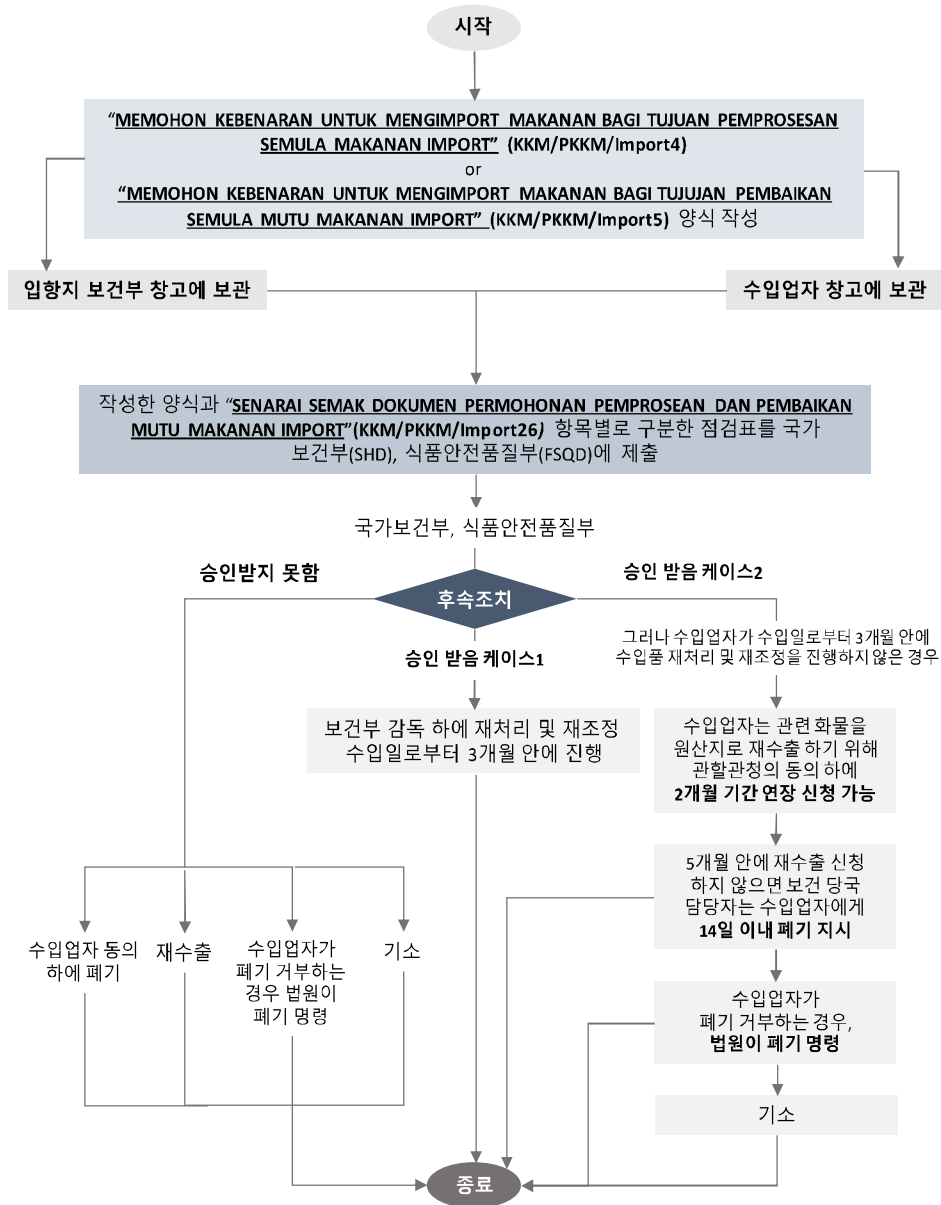 시작
“MEMOHON KEBENARAN UNTUK MENGIMPORT MAKANAN BAGI TUJUAN PEMPROSESAN
SEMULA MAKANAN IMPORT” (KKM/PKKM/Import4)
or
“MEMOHON KEBENARAN UNTUK MENGIMPORT MAKANAN BAGI TUJUJAN PEMBAIKAN
SEMULA MUTU MAKANAN IMPORT” (KKM/PKKM/Import5) 양식 작성
입항지 보건부 창고에 보관
수입업자 창고에 보관
작성한 양식과 “SENARAI SEMAK DOKUMEN PERMOHONAN PEMPROSEAN DAN PEMBAIKAN
MUTU MAKANAN IMPORT”(KKM/PKKM/Import26) 항목별로 구분한 점검표를 국가
보건부(SHD), 식품안전품질부(FSQD)에 제출
국가보건부, 식품안전품질부
승인받지 못함
후속조치
승인 받음 케이스2
승인 받음 케이스1
그러나 수입업자가 수입일로부터 3개월 안에
수입품 재처리 및 재조정을 진행하지 않은 경우
보건부 감독 하에 재처리 및 재조정
수입일로부터 3개월 안에 진행
수입업자는 관련 화물을
원산지로 재수출 하기 위해
관할관청의 동의 하에
2개월 기간 연장 신청 가능
5개월 안에 재수출 신청
하지 않으면 보건 당국
담당자는 수입업자에게
14일 이내 폐기 지시
수입업자 동의
하에 폐기
재수출
수입업자가
폐기 거부하는
경우 법원이
폐기 명령
기소
수입업자가
폐기 거부하는 경우,
법원이 폐기 명령
기소
종료